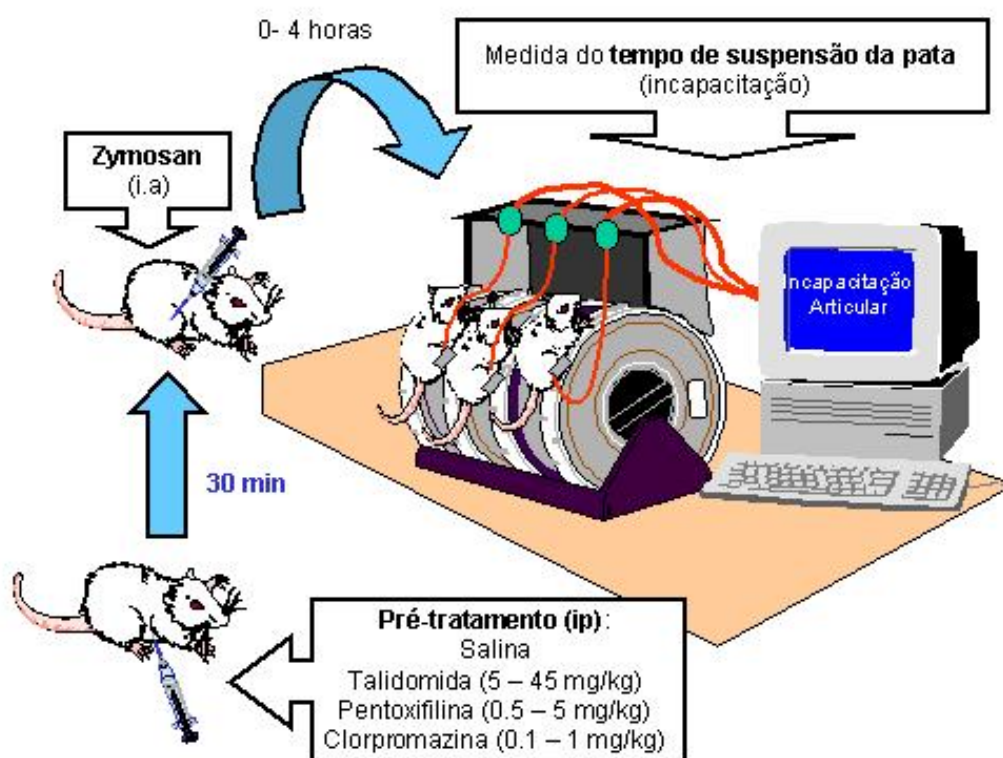 0- 4 horas
Medida do tempo de suspensão da pata
(incapacitação)
Zymosan
(i.a)
Incapacitação
Articular
30 min
Pré-tratamento (ip):
Salina
Talidomida (5 – 45 mg/kg)
Pentoxifilina (0.5 – 5 mg/kg)
Clorpromazina (0.1 – 1 mg/kg)